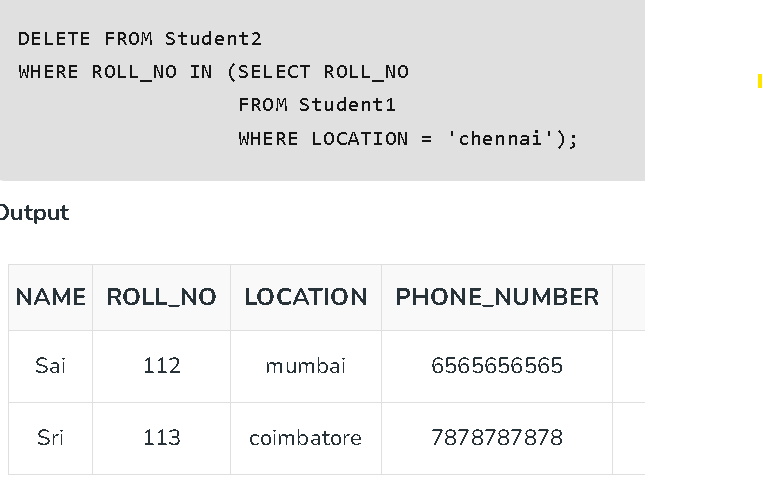 DELETE FROM Student2
WHERE ROLL_NO IN (SELECT ROLL_NO
FROM Student1
WHERE LOCATION = 'chennai');
Output
NAME ROLL_NO LOCATION PHONE_NUMBER
Sai 112 mumbai 6565656565
Sri 113 coimbatore 7878787878